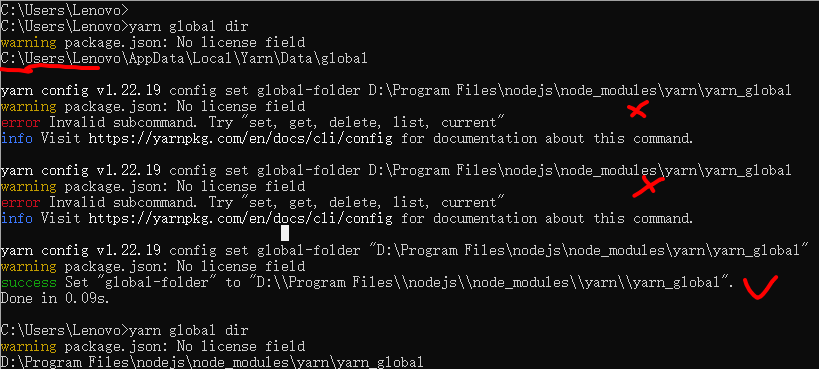 C:\Users\Lenovo>
C:\Users\Lenovo>yarn global dir
warning package.json: No license field
C:\Users\Lenovo\AppData\Local\Yarn\Data\global
yarn config v1.22.19 config set global-folder D:\Program Files\nodejs\node_modules\yarn\yarn_global
warning package.json: No license field
error Invalid subcommand. Try "set, get, delete, list, current"
info Visit https://yarnpkg.com/en/docs/cli/config for documentation about this command.
yarn config v1.22.19 config set global-folder D:\Program Files\nodejs\node_modules\yarn\yarn_global
warning package.json: No license field
error Invalid subcommand. Try "set, get, delete, list, current"
info Visit https://yarnpkg.com/en/docs/cli/config for documentation about this command.
yarn config v1.22.19 config set global-folder "D:\Program Files\nodejs\node_modules\yarn\yarn_global"
warning package.json: No license field
success Set "global-folder" to "D:\\Program Files\\nodejs\\node_modules\\yarn\\yarn_global".
Done in 0.09s.
C:\Users\Lenovo>yarn global dir
warning package.json: No license field
D:\Program Files\nodejs\node_modules\yarn\yarn_global